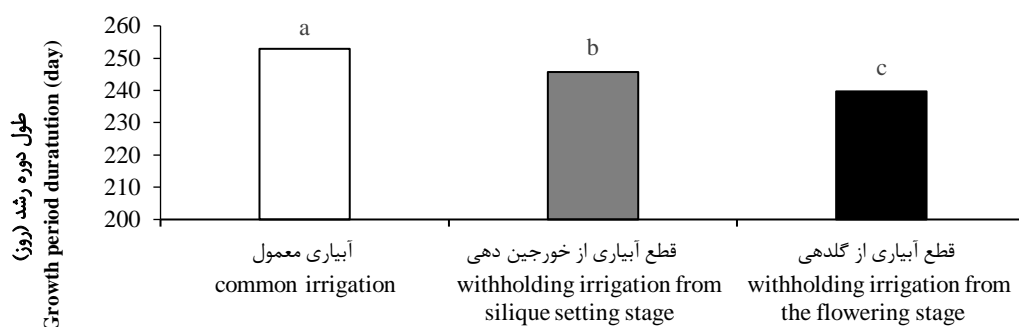 طول دوره رشد (روز)
Growth period duratution (day)
260
250
240
230
220
210
200
a
b
c
آبیاری معمول
common irrigation
قطع آبیاری از خورجین دهی
withholding irrigation from
silique setting stage
قطع آبیاری از گلدهی
withholding irrigation from
the flowering stage